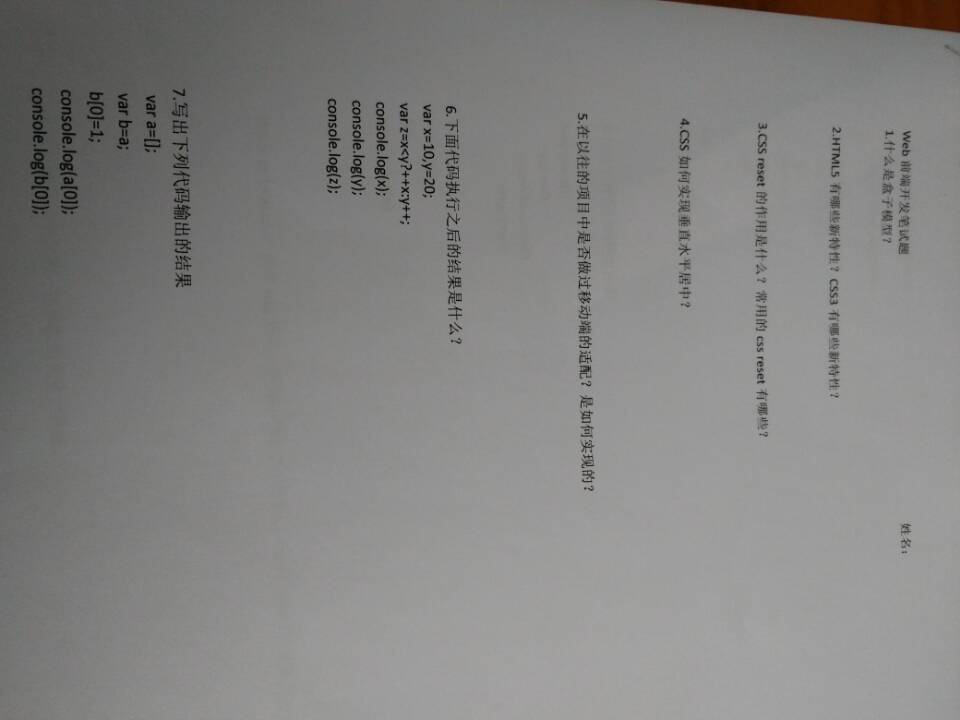 Web 前端开发笔试题 姓名:
1.什么是盒子模型?
2.HTML5 有哪些新特性? CSS3 有哪些新特性?
3.CSS reset 的作用是什么? 常用的 css reset 有哪些?
4.CSS 如何实现垂直水平居中?
5.在以往的项目中是否做过移动端的适配? 是如何实现的?
6.下面代码执行之后的结果是什么?
var x=10,y=20;
var z=x<y?++x:y++;
console.log(x);
console.log(y);
console.log(z);
7.写出下列代码输出的结果
var a=[];
var b=a;
b[0]=1;
console.log(a[0]);
console.log(b[0]);